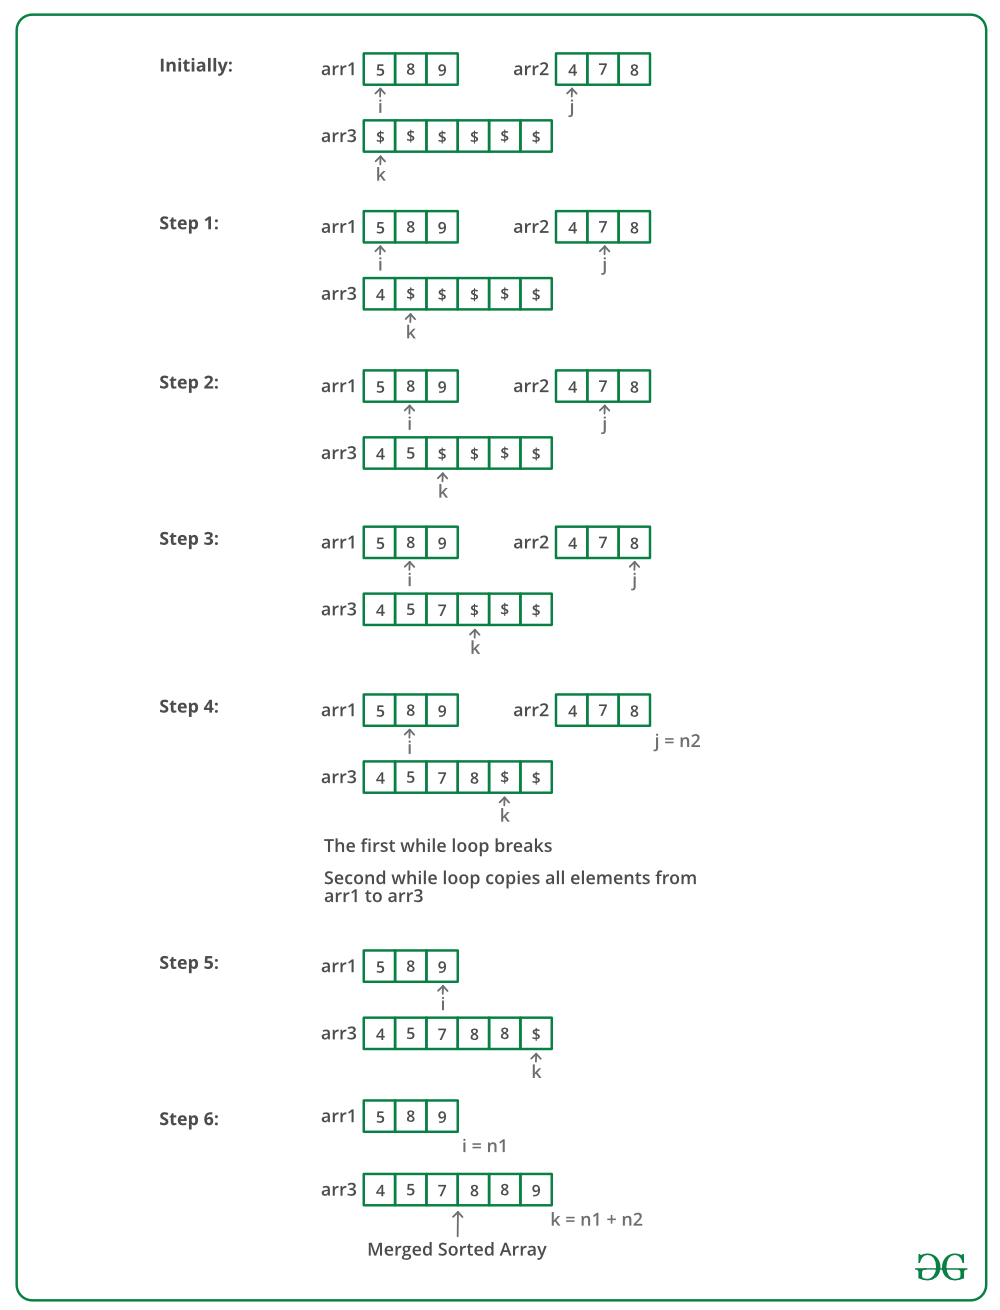 Initially: arr1 5 8 9 arr2 4 7 8
i j
arr3 $ $ $ $ $ $
k
Step 1: arr1 5 8 9 arr2 4 7 8
i j
arr3 4 $ $ $ $ $
k
Step 2: arr1 5 8 9 arr2 4 7 8
i j
arr3 4 5 $ $ $ $
k
Step 3: arr1 5 8 9 arr2 4 7 8
i j
arr3 4 5 7 $ $ $
k
Step 4: arr1 5 8 9 arr2 4 7 8
i j = n2
arr3 4 5 7 8 $ $
k
The first while loop breaks
Second while loop copies all elements from
arr1 to arr3
Step 5: arr1 5 8 9
i
arr3 4 5 7 8 8 $
k
Step 6: arr1 5 8 9
i = n1
arr3 4 5 7 8 8 9
k = n1 + n2
Merged Sorted Array